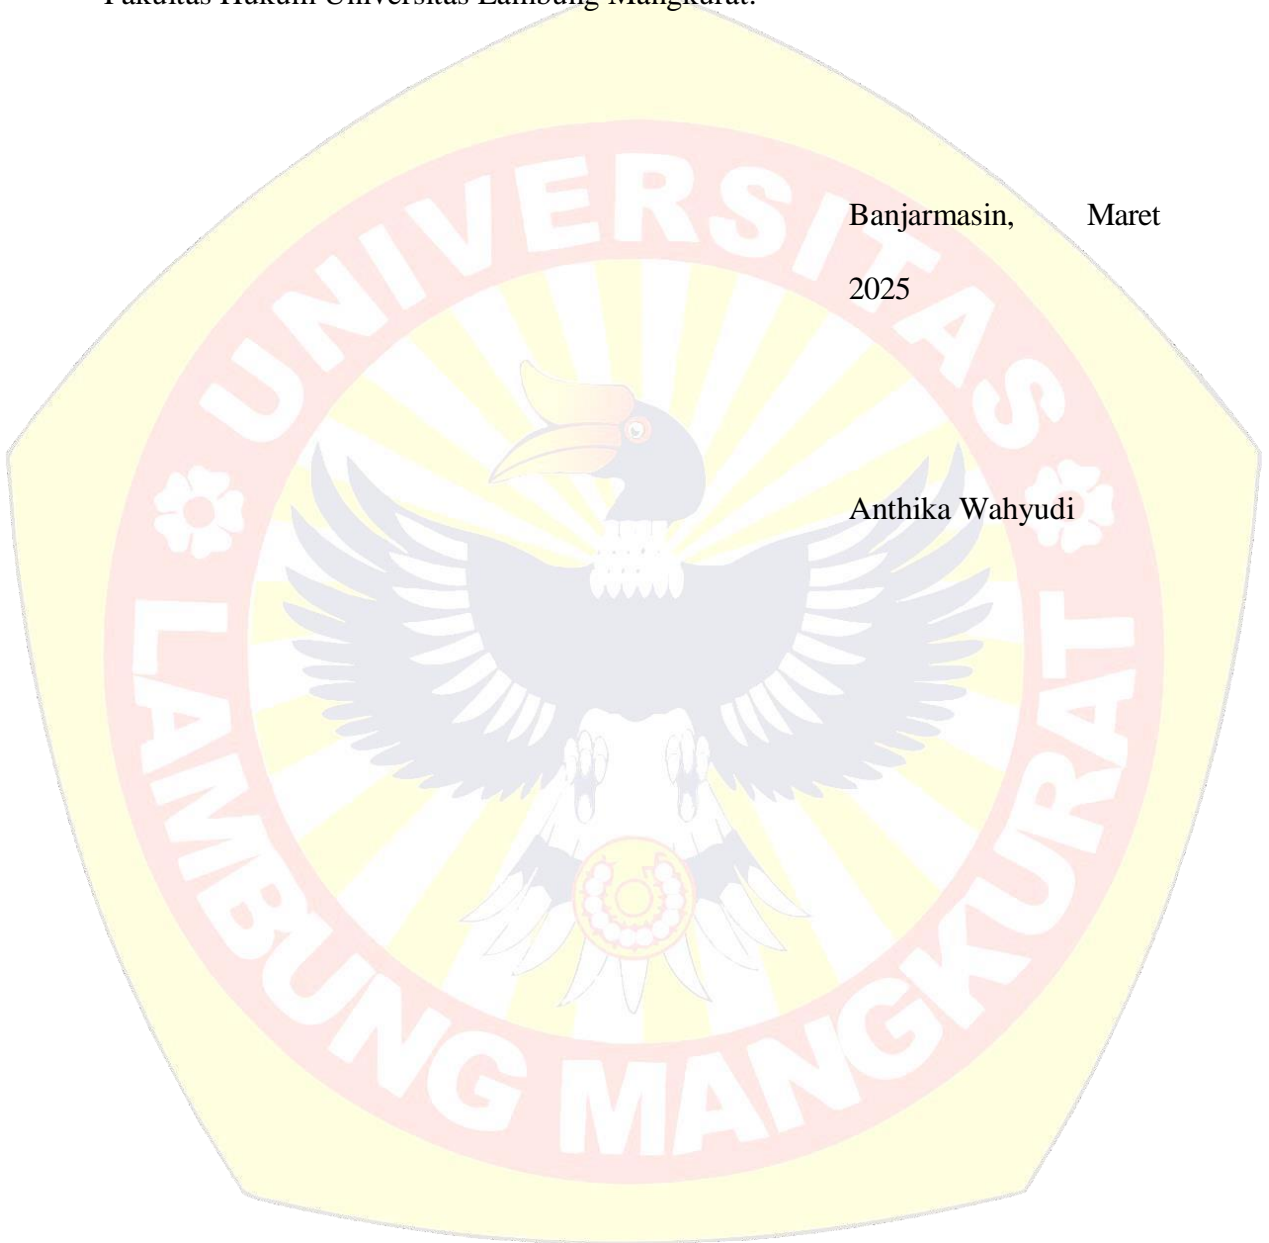 Fakultas Hukum Universitas Lambung Mangkurat.
Banjarmasin, Maret
2025
Anthika Wahyudi
UNIVERSITAS
LAMBUNG MANGKURAT